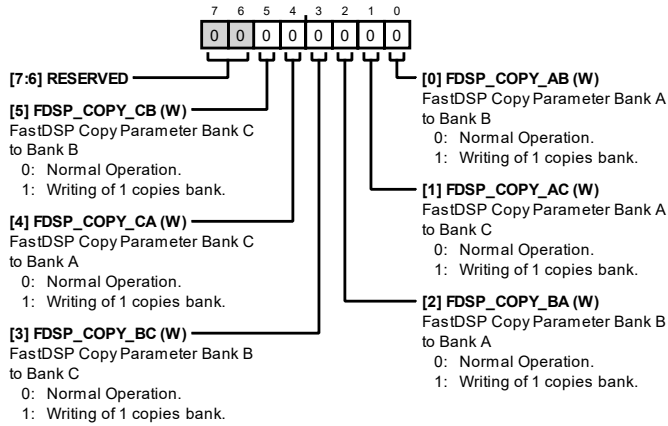 7 6 5 4 3 2 1 0
0 0 0 0 0 0 0 0
[7:6] RESERVED
[5] FDSP_COPY_CB (W)
FastDSP Copy Parameter Bank C
to Bank B
0: Normal Operation.
1: Writing of 1 copies bank.
[4] FDSP_COPY_CA (W)
FastDSP Copy Parameter Bank C
to Bank A
0: Normal Operation.
1: Writing of 1 copies bank.
[3] FDSP_COPY_BC (W)
FastDSP Copy Parameter Bank B
to Bank C
0: Normal Operation.
1: Writing of 1 copies bank.
[0] FDSP_COPY_AB (W)
FastDSP Copy Parameter Bank A
to Bank B
0: Normal Operation.
1: Writing of 1 copies bank.
[1] FDSP_COPY_AC (W)
FastDSP Copy Parameter Bank A
to Bank C
0: Normal Operation.
1: Writing of 1 copies bank.
[2] FDSP_COPY_BA (W)
FastDSP Copy Parameter Bank B
to Bank A
0: Normal Operation.
1: Writing of 1 copies bank.